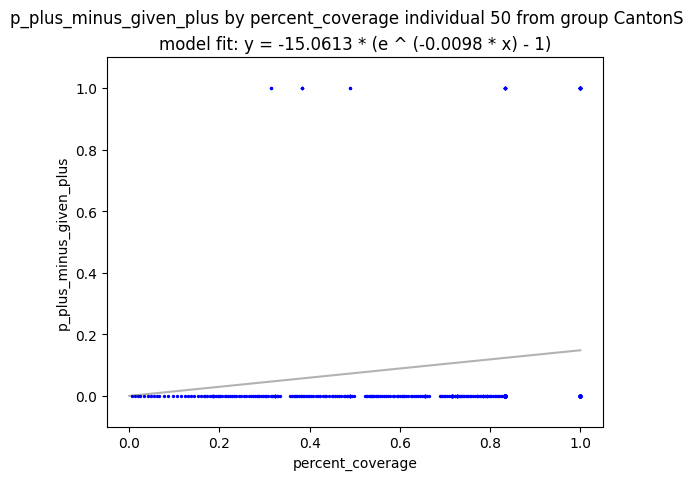 p_plus_minus_given_plus by percent_coverage individual 50 from group CantonS
model fit: y = -15.0613 * (e ^ (-0.0098 * x) - 1)
p_plus_minus_given_plus
1.0
0.8
0.6
0.4
0.2
0.0
0.0 0.2 0.4 0.6 0.8 1.0
percent_coverage